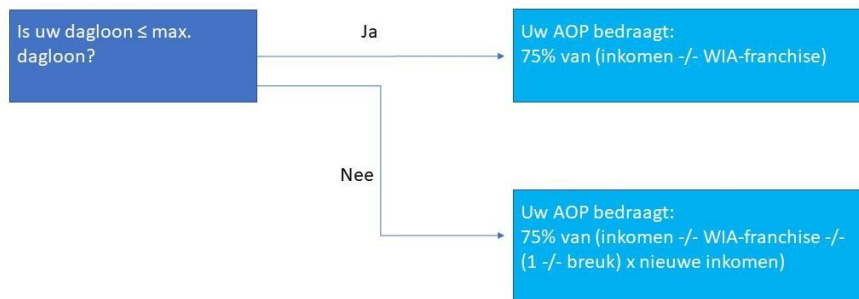 Is uw dagloon ≤ max.
dagloon?
Ja
Uw AOP bedraagt:
75% van (inkomen -/- WIA-franchise)
Nee
Uw AOP bedraagt:
75% van (inkomen -/- WIA-franchise -/-
(1 -/- breuk) x nieuwe inkomen)